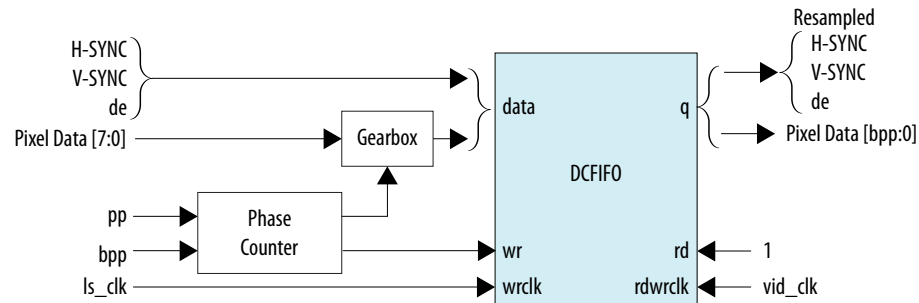 Resampled
H-SYNC
H-SYNC
V-SYNC
V-SYNC
de
de
data
q
Pixel Data [7:0]
Gearbox
Pixel Data [bpp:0]
DCFIFO
pp
Phase
Counter
bpp
wr
rd
1
ls_clk
wrclk
rdwrclk
vid_clk